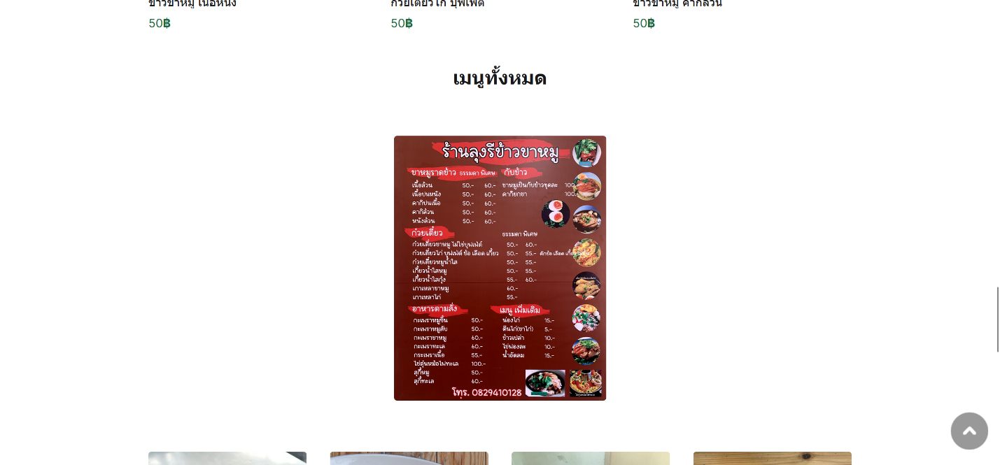 ข้าวขาหมู เนื้อหนัง
ก๋วยเตี๋ยวไก่ บุฟเฟ่ต์
ข้าวขาหมู คากิล้วน
50฿
50฿
50฿
เมนูทั้งหมด
ร้านลุงรีข้าวขาหมู
ขาหมูราดข้าว ธรรมดา พิเศษ
เนื้อล้วน 50.- 60.-
เนื้อปนหนัง 50.- 60.-
คากิปนเนื้อ 50.- 60.-
คากิล้วน 50.- 60.-
หนังล้วน 50.- 60.-
กับข้าว
ขาหมูเป็นกับข้าวชุดละ 100.-
คากิยกขา 100.-
ก๋วยเตี๋ยว ธรรมดา พิเศษ
ก๋วยเตี๋ยวขาหมู ไม่ใช่บุฟเฟ่ต์ 50.- 60.-
ก๋วยเตี๋ยวไก่ บุฟเฟ่ต์ ข้อ เลือด เกี๊ยว 50.- 55.-
ก๋วยเตี๋ยวหมูน้ำใส 50.- 55.-
เกี๊ยวน้ำใสหมู 50.- 55.-
เกี๊ยวน้ำใสกุ้ง 55.- 60.-
เกาเหลาขาหมู 60.-
เกาเหลาไก่ 55.-
อาหารตามสั่ง
กะเพราหมูชิ้น 50.-
กะเพราหมูสับ 50.-
กะเพราขาหมู 60.-
กะเพราทะเล 60.-
กระเพราเนื้อ 55.-
ไข่ตุ๋นหม้อไฟทะเล 100.-
สุกี้หมู 50.-
สุกี้ทะเล 60.-
เมนู เพิ่มเติม
น่องไก่ 15.-
ตีนไก่(ขาไก่) 5.-
ข้าวเปล่า 10.-
ไข่ฟองละ 10.-
น้ำอัดลม 15.-
โทร. 0829410128